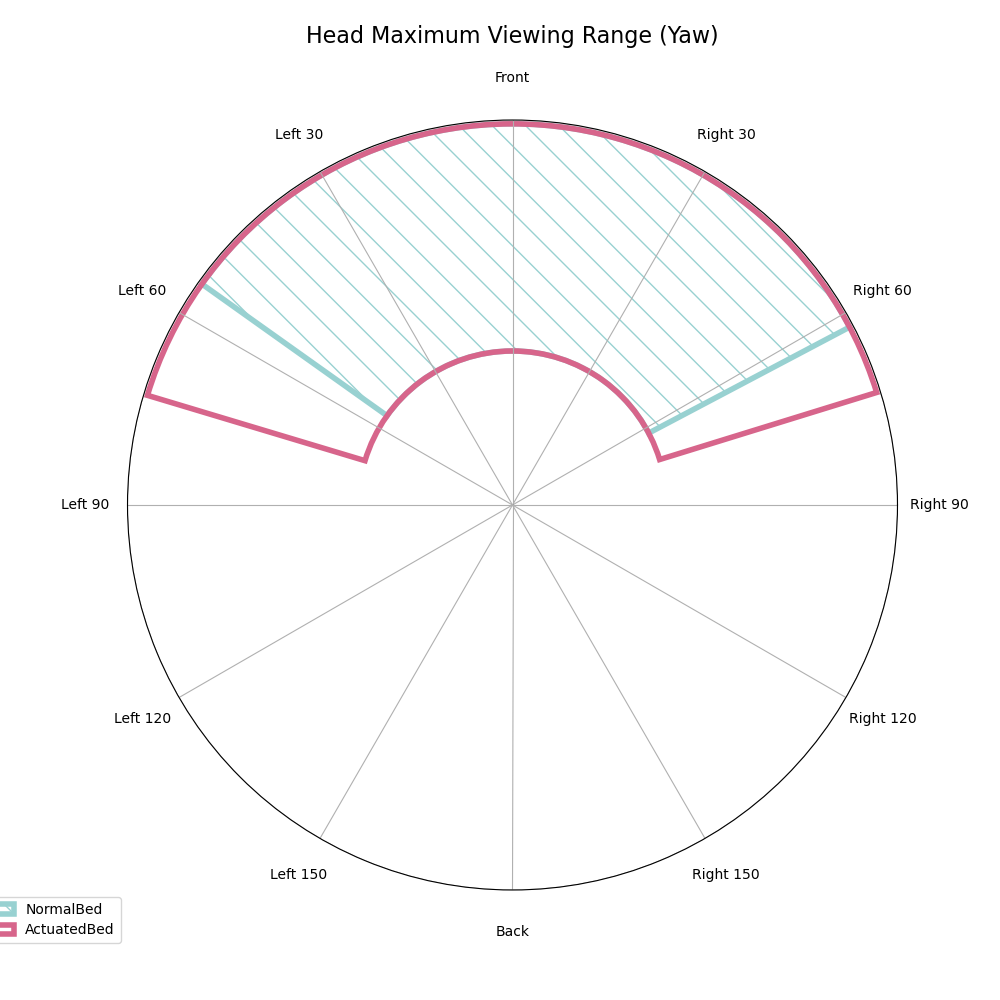 Head Maximum Viewing Range (Yaw)
Front
Left 30
Right 30
Left 60
Right 60
Left 90
Right 90
Left 120
Right 120
Left 150
Right 150
Back
NormalBed
ActuatedBed